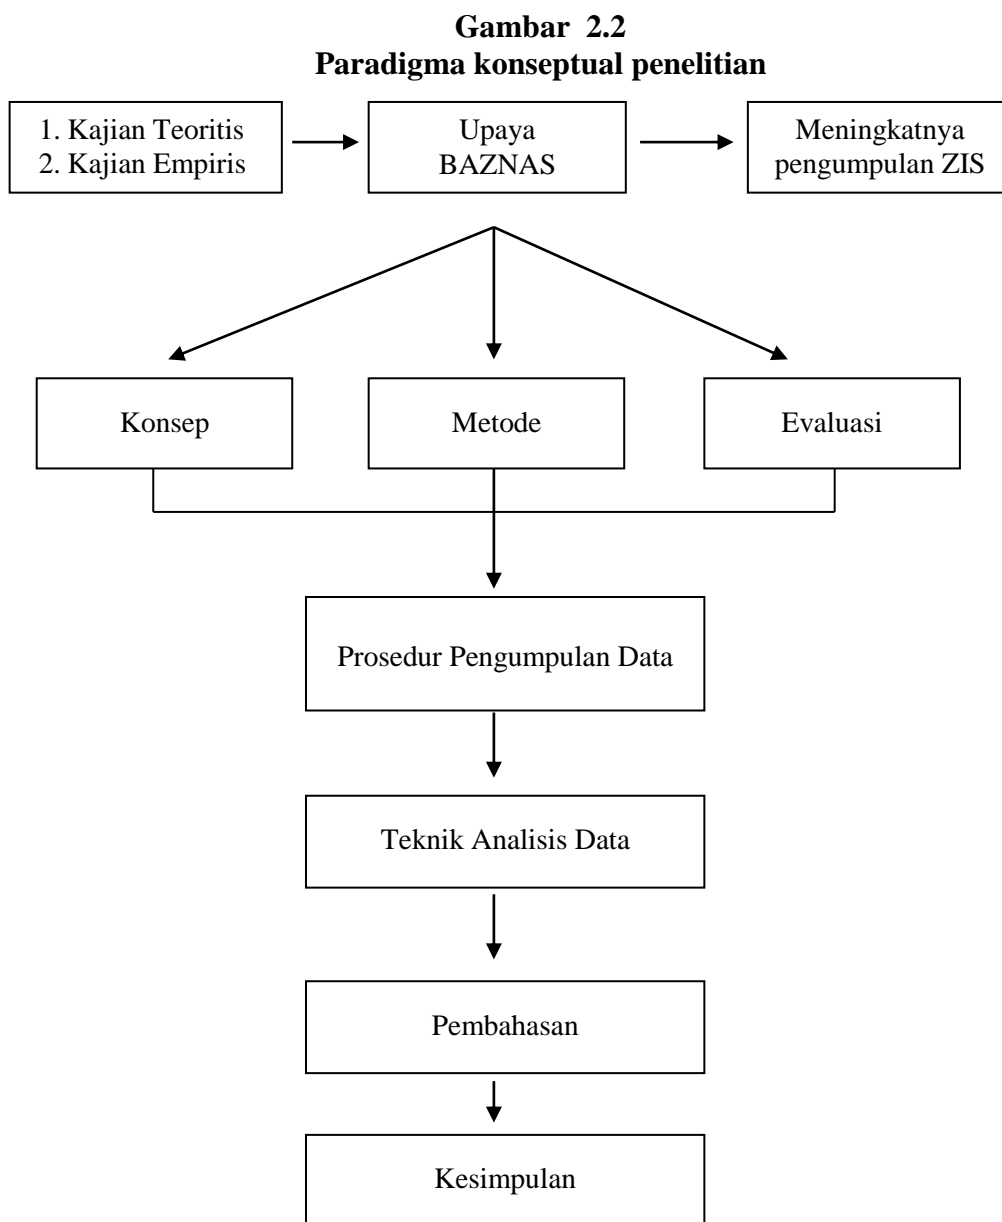 Gambar 2.2
Paradigma konseptual penelitian
1. Kajian Teoritis
2. Kajian Empiris
Upaya
BAZNAS
Meningkatnya
pengumpulan ZIS
Konsep
Metode
Evaluasi
Prosedur Pengumpulan Data
Teknik Analisis Data
Pembahasan
Kesimpulan